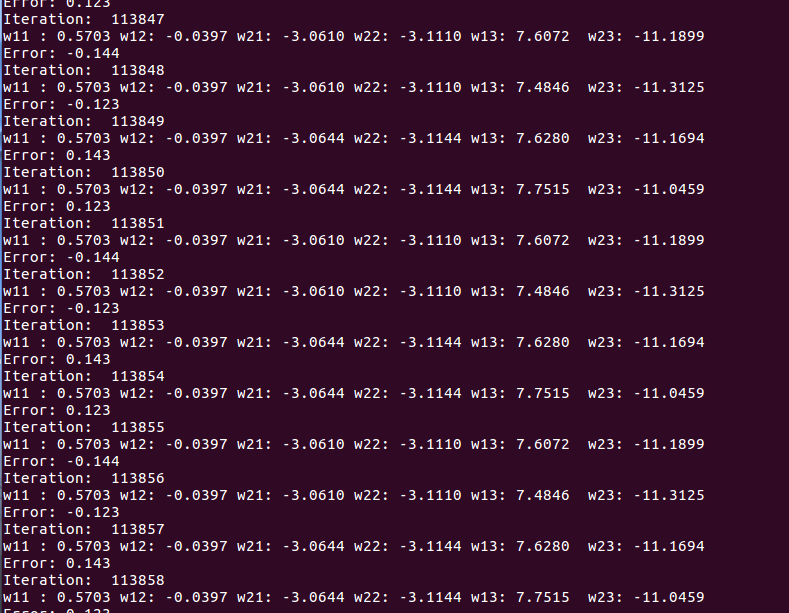 Error: 0.123
Iteration:  113847
w11 : 0.5703 w12: -0.0397 w21: -3.0610 w22: -3.1110 w13: 7.6072  w23: -11.1899
Error: -0.144
Iteration:  113848
w11 : 0.5703 w12: -0.0397 w21: -3.0610 w22: -3.1110 w13: 7.4846  w23: -11.3125
Error: -0.123
Iteration:  113849
w11 : 0.5703 w12: -0.0397 w21: -3.0644 w22: -3.1144 w13: 7.6280  w23: -11.1694
Error: 0.143
Iteration:  113850
w11 : 0.5703 w12: -0.0397 w21: -3.0644 w22: -3.1144 w13: 7.7515  w23: -11.0459
Error: 0.123
Iteration:  113851
w11 : 0.5703 w12: -0.0397 w21: -3.0610 w22: -3.1110 w13: 7.6072  w23: -11.1899
Error: -0.144
Iteration:  113852
w11 : 0.5703 w12: -0.0397 w21: -3.0610 w22: -3.1110 w13: 7.4846  w23: -11.3125
Error: -0.123
Iteration:  113853
w11 : 0.5703 w12: -0.0397 w21: -3.0644 w22: -3.1144 w13: 7.6280  w23: -11.1694
Error: 0.143
Iteration:  113854
w11 : 0.5703 w12: -0.0397 w21: -3.0644 w22: -3.1144 w13: 7.7515  w23: -11.0459
Error: 0.123
Iteration:  113855
w11 : 0.5703 w12: -0.0397 w21: -3.0610 w22: -3.1110 w13: 7.6072  w23: -11.1899
Error: -0.144
Iteration:  113856
w11 : 0.5703 w12: -0.0397 w21: -3.0610 w22: -3.1110 w13: 7.4846  w23: -11.3125
Error: -0.123
Iteration:  113857
w11 : 0.5703 w12: -0.0397 w21: -3.0644 w22: -3.1144 w13: 7.6280  w23: -11.1694
Error: 0.143
Iteration:  113858
w11 : 0.5703 w12: -0.0397 w21: -3.0644 w22: -3.1144 w13: 7.7515  w23: -11.0459
Error: 0.123